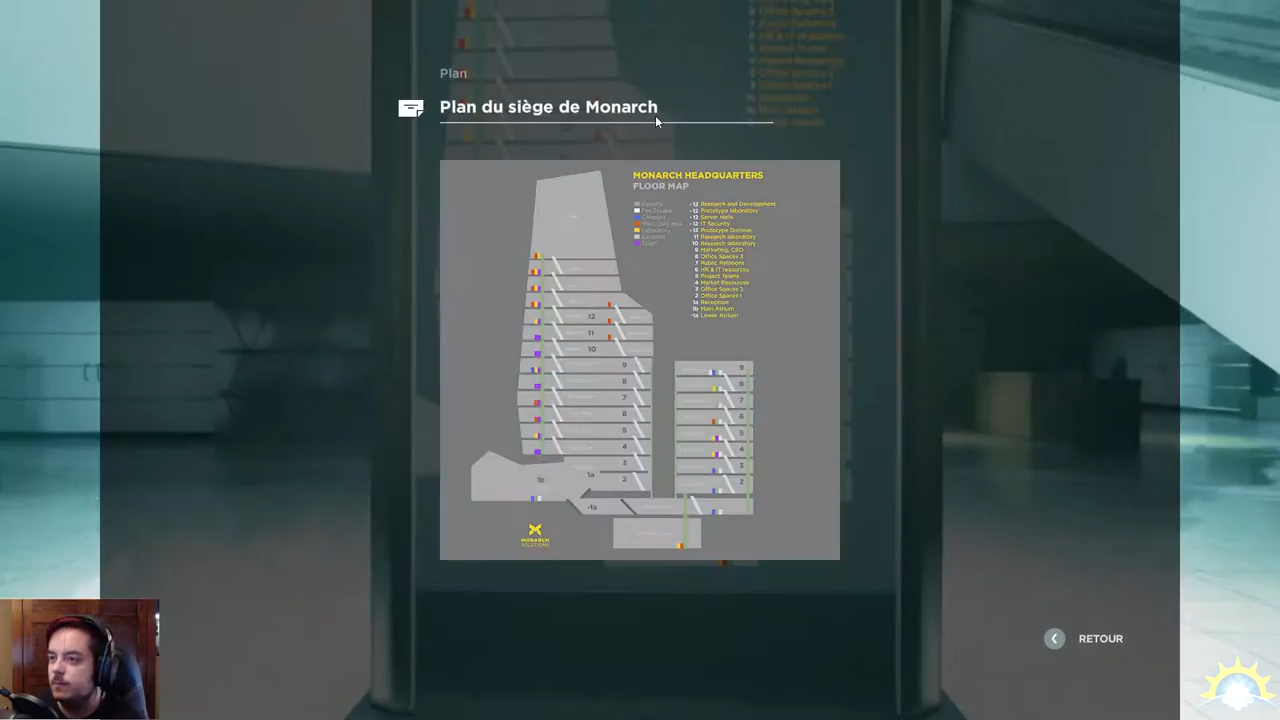 Plan
Plan du siège de Monarch
MONARCH HEADQUARTERS
FLOOR MAP
-12 Research and Development
-12 Prototype laboratory
-12 Server Halls
-12 IT Security
-12 Prototype Division
11 Research laboratory
10 Research laboratory
9 Marketing, CEO
8 Office Spaces 3
7 Public Relations
6 HR & IT resources
5 Project Teams
4 Market Resources
3 Office Spaces 2
2 Office Spaces 1
1a Reception
1b Main Atrium
-1a Lower Atrium
12
11
10
9
8
7
6
5
4
3
2
1a
1b
-1a
9
8
7
6
5
4
3
2
MONARCH
SOLUTIONS
RETOUR